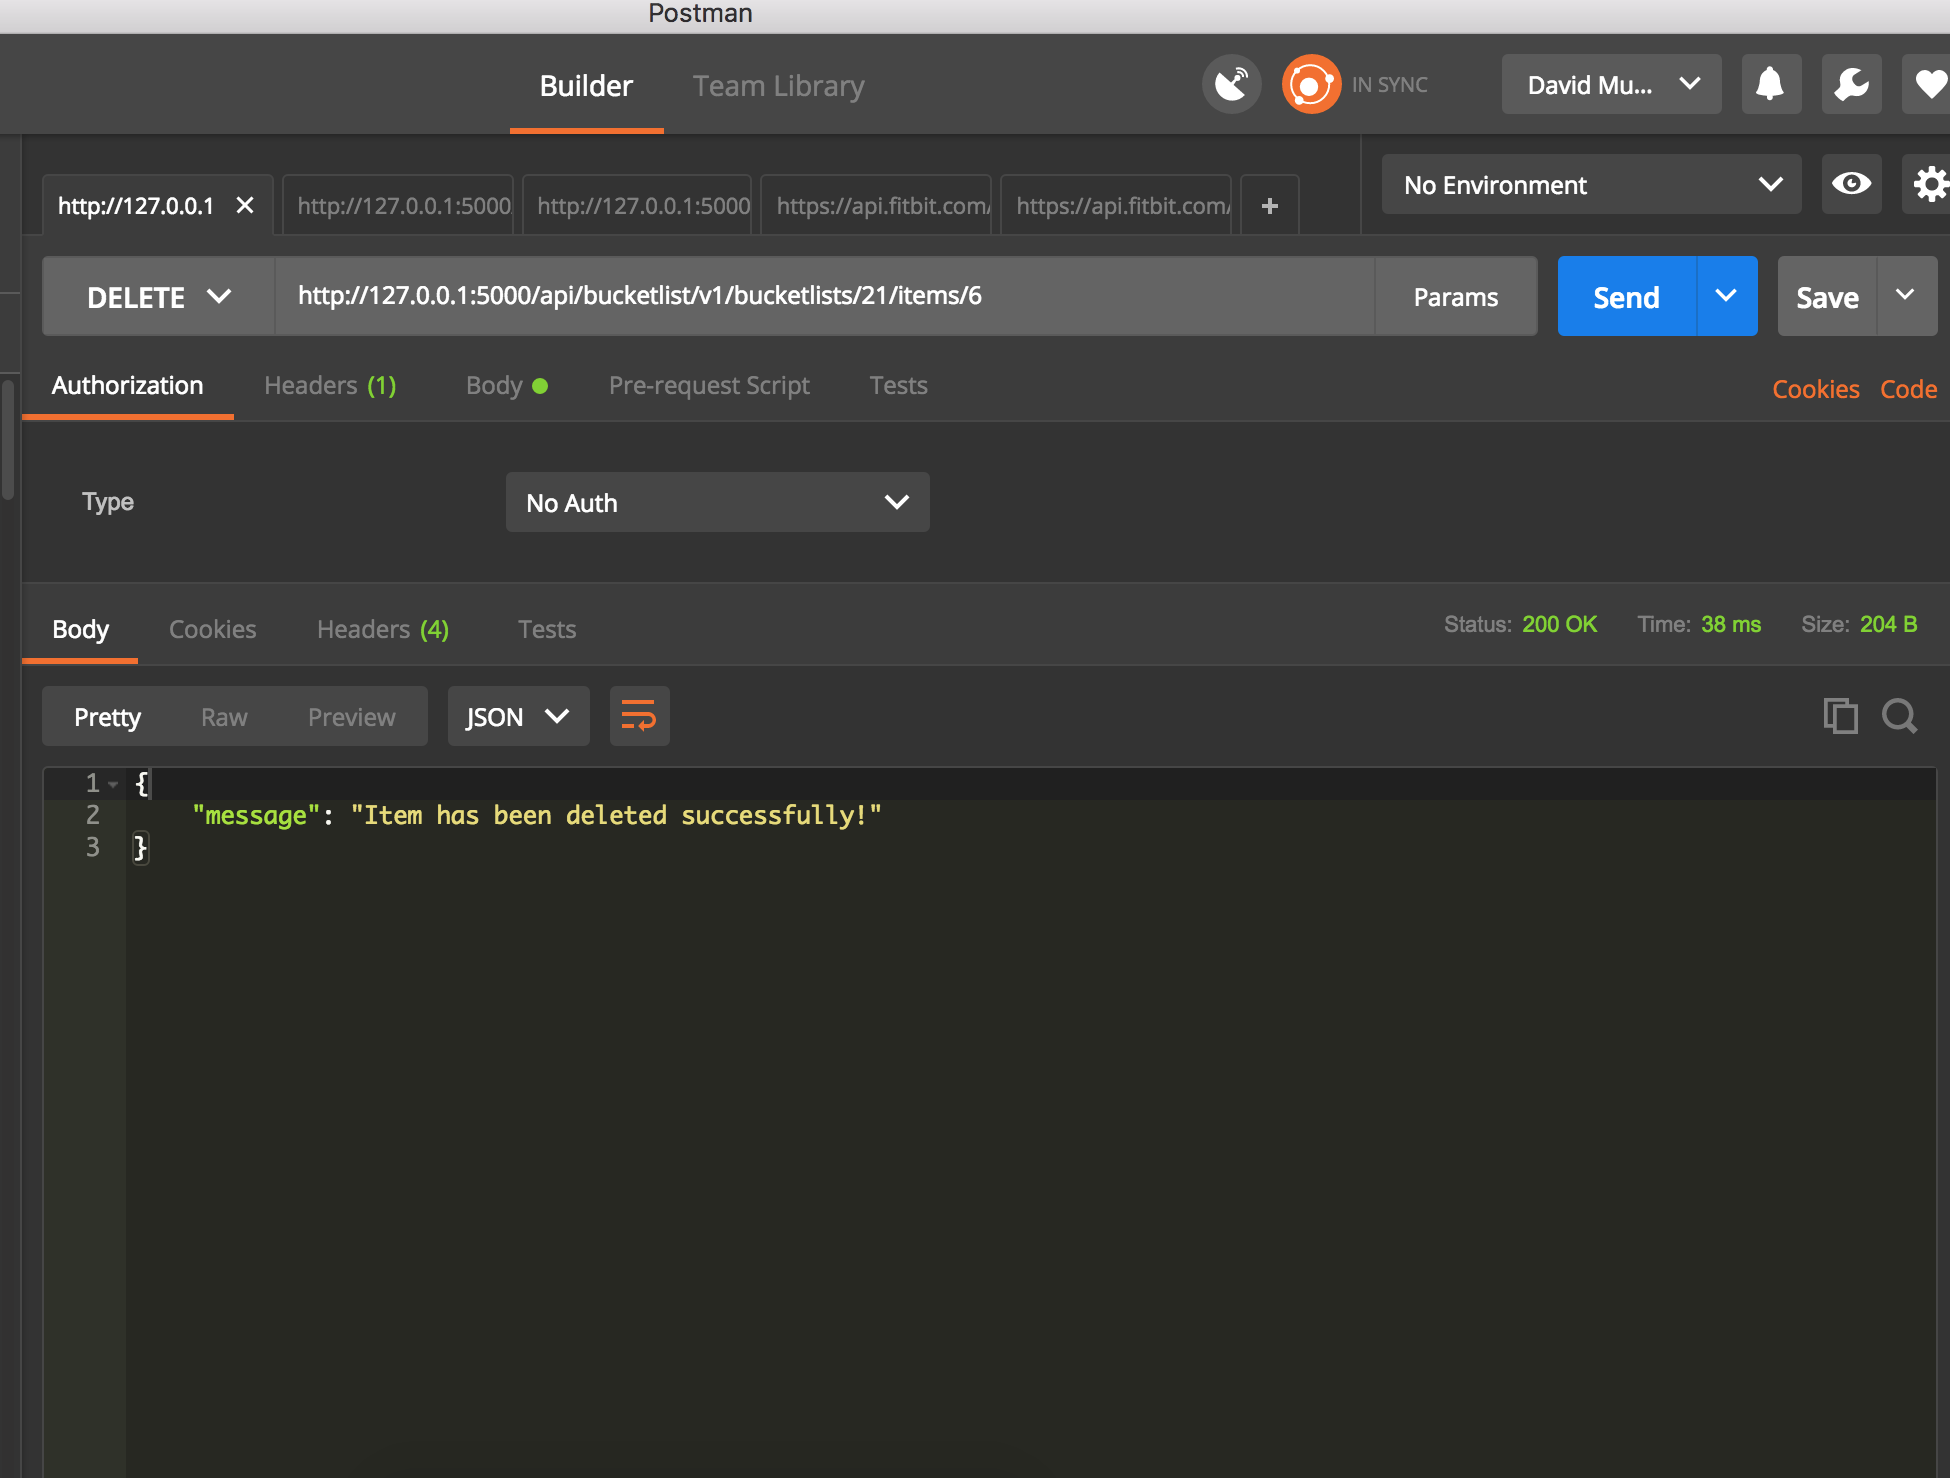 Postman
Builder Team Library IN SYNC David Mu...
http://127.0.0.1 http://127.0.0.1:5000 http://127.0.0.1:5000 https://api.fitbit.com/ https://api.fitbit.com/ + No Environment
DELETE http://127.0.0.1:5000/api/bucketlist/v1/bucketlists/21/items/6 Params Send Save
Authorization Headers (1) Body Pre-request Script Tests Cookies Code
Type No Auth
Body Cookies Headers (4) Tests Status: 200 OK Time: 38 ms Size: 204 B
Pretty Raw Preview JSON
1 {
2 "message": "Item has been deleted successfully!"
3 }